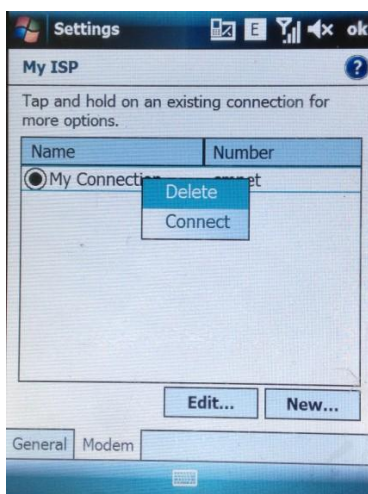 Settings E ok
My ISP ?
Tap and hold on an existing connection for
more options.
Name Number
My Connecti
Delete
Connect
Edit... New...
General Modem